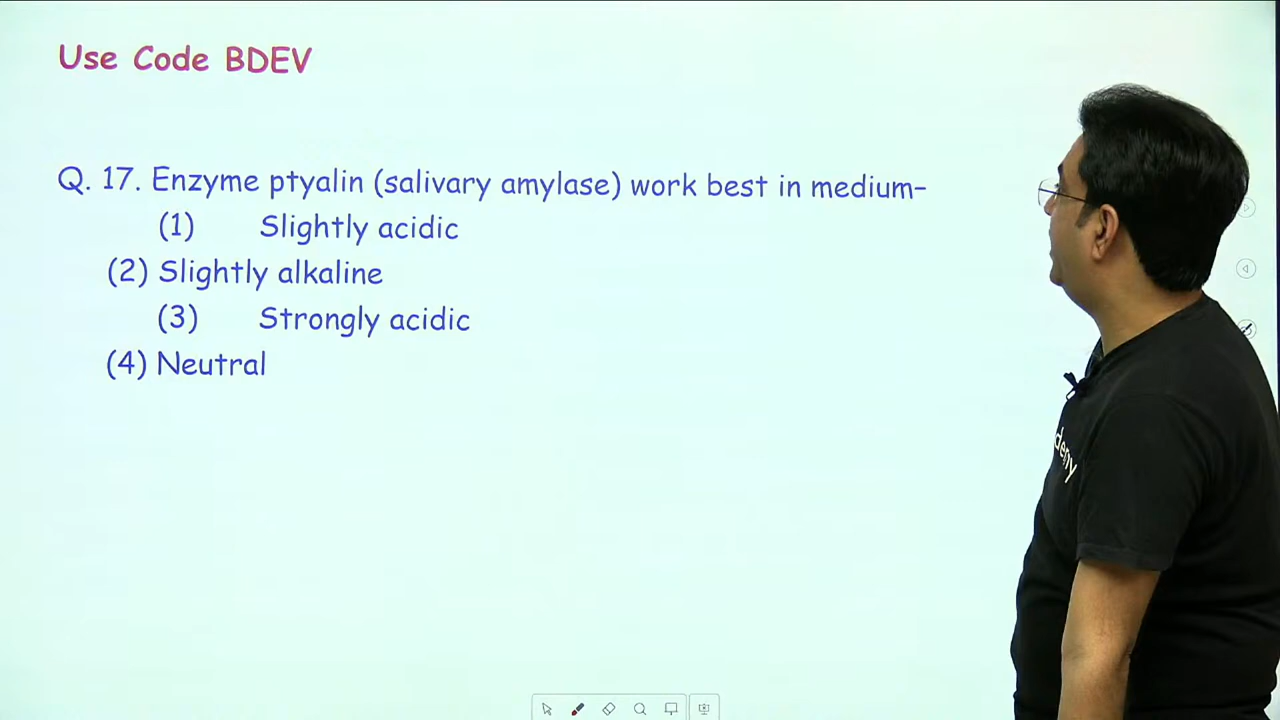 Use Code BDEV
Q. 17. Enzyme ptyalin (salivary amylase) work best in medium–
(1) Slightly acidic
(2) Slightly alkaline
(3) Strongly acidic
(4) Neutral
demy